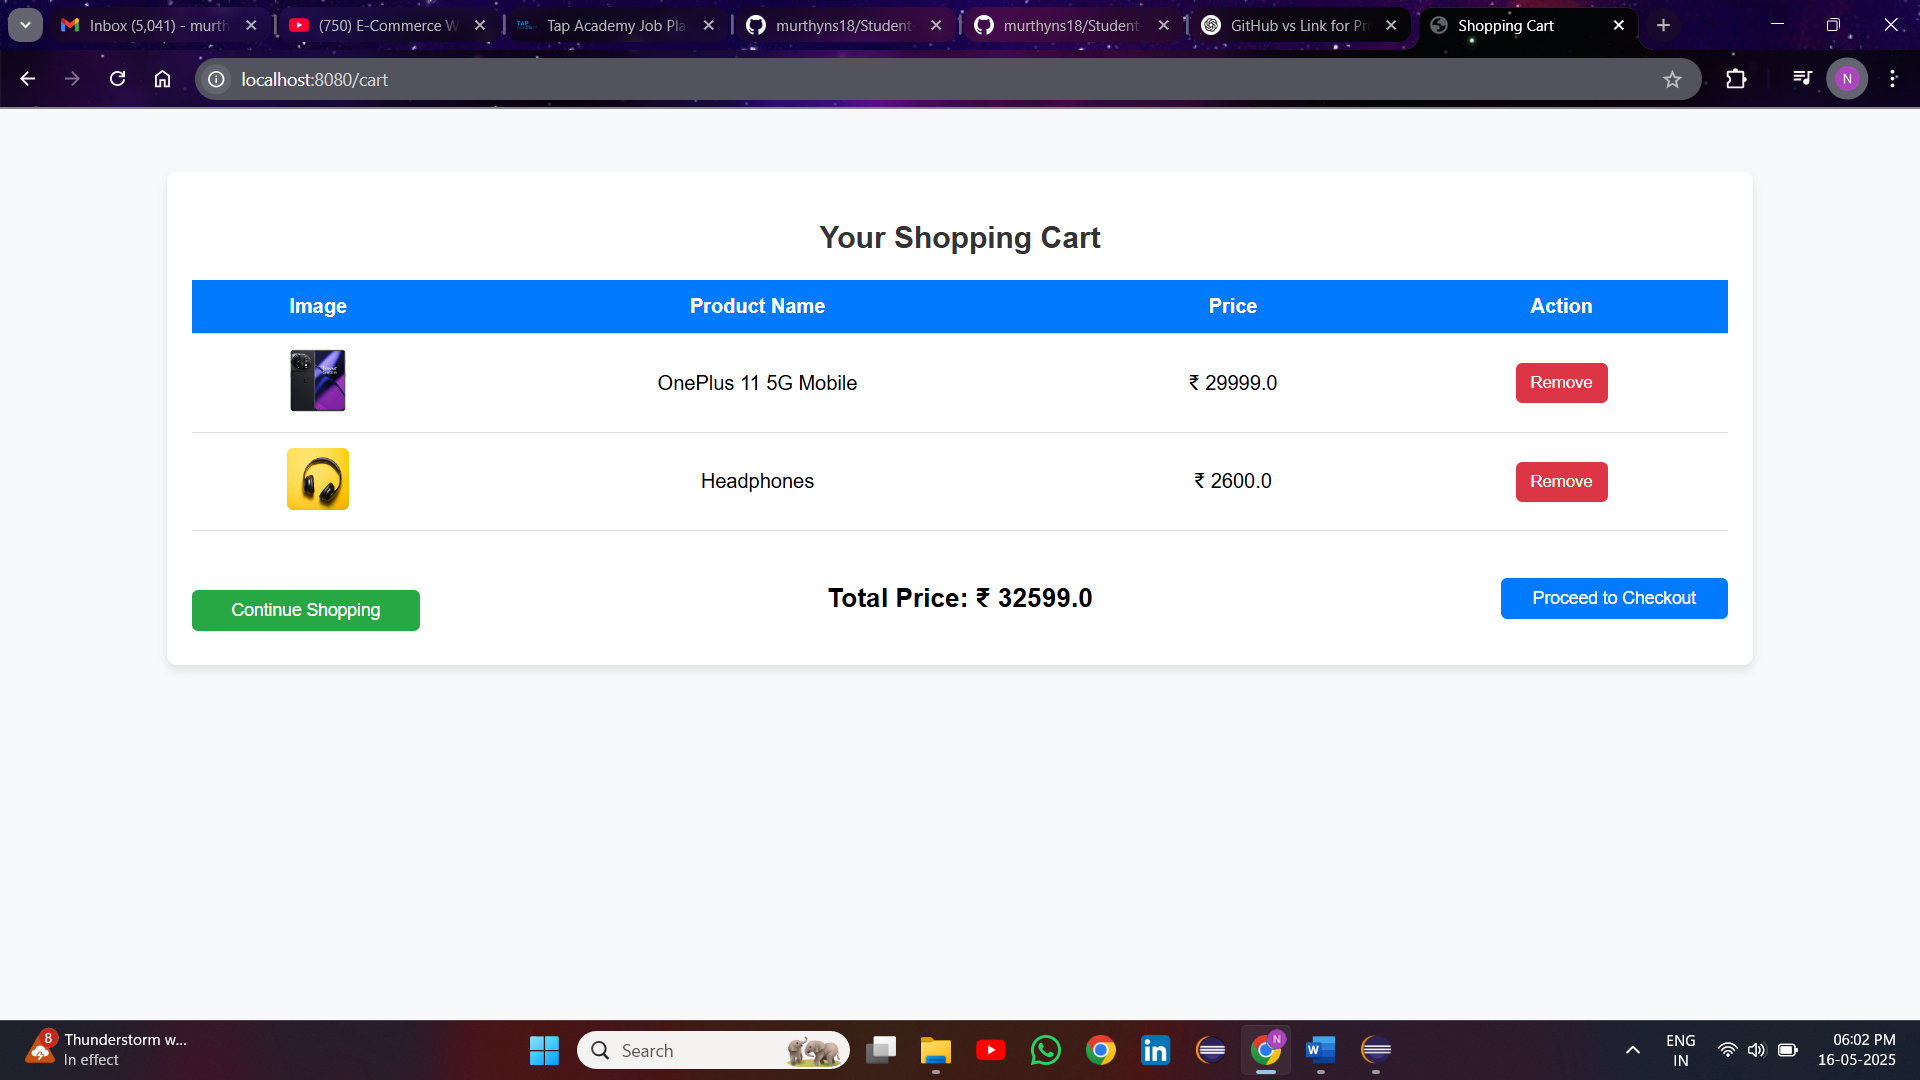 Inbox (5,041) - murth
(750) E-Commerce W
TAP
Tap Academy Job Pla
murthyns18/Student
murthyns18/Student
GitHub vs Link for Pr
Shopping Cart
localhost:8080/cart
N
Your Shopping Cart
Image Product Name Price Action
OnePlus 11 5G Mobile ₹ 29999.0 Remove
Headphones ₹ 2600.0 Remove
Continue Shopping Total Price: ₹ 32599.0 Proceed to Checkout
8
Thunderstorm w...
In effect
Search
in
N
W
ENG
IN
06:02 PM
16-05-2025